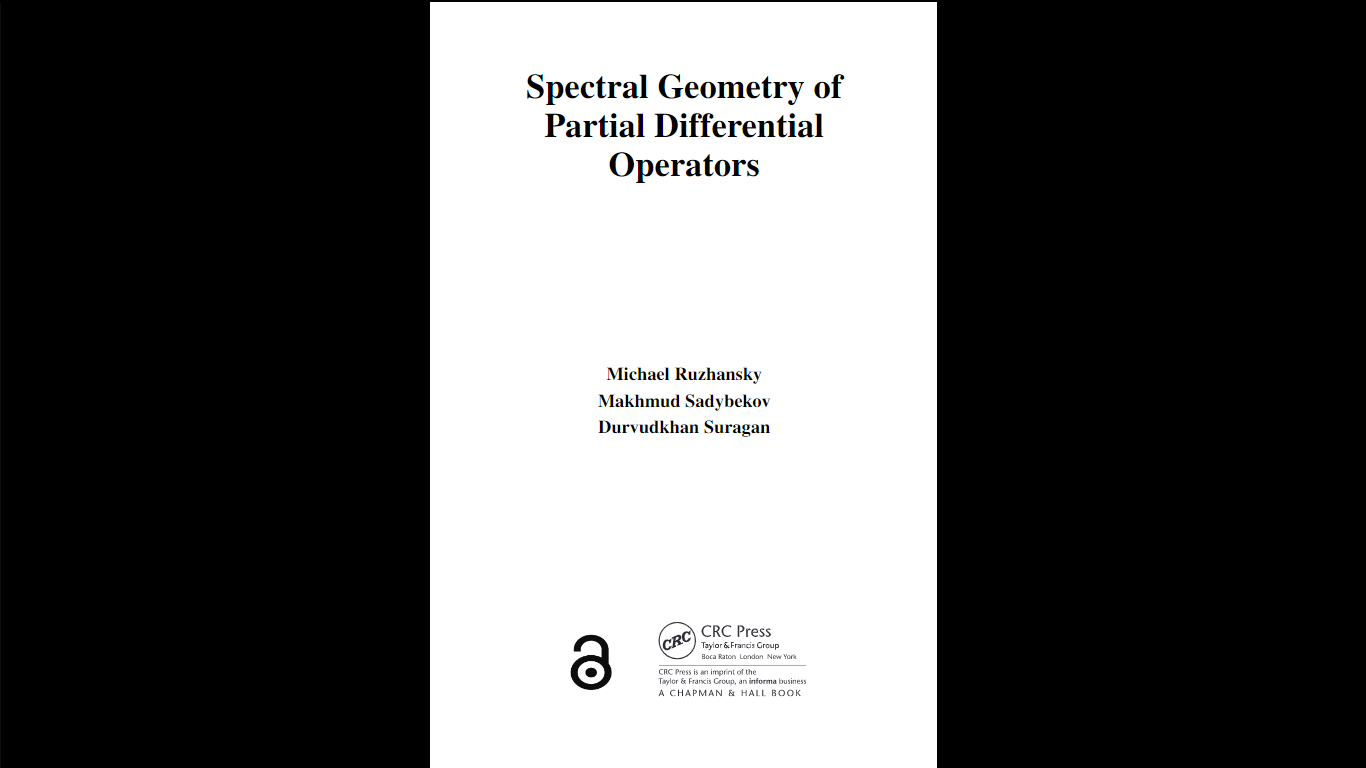 Spectral Geometry of
Partial Differential
Operators
Michael Ruzhansky
Makhmud Sadybekov
Durvudkhan Suragan
CRC
CRC Press
Taylor & Francis Group
Boca Raton London New York
CRC Press is an imprint of the
Taylor & Francis Group, an informa business
A CHAPMAN & HALL BOOK